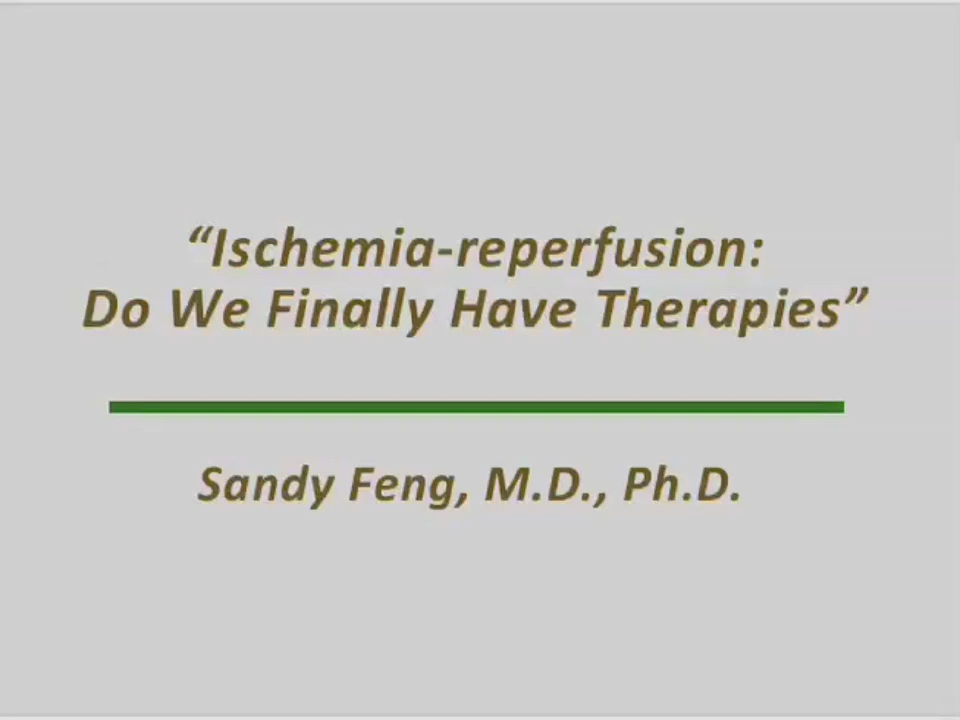 “Ischemia-reperfusion:
Do We Finally Have Therapies”
Sandy Feng, M.D., Ph.D.